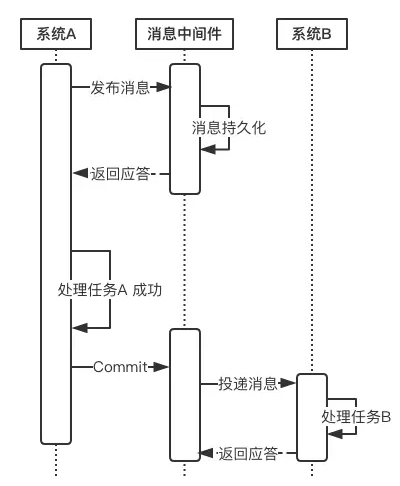 系统A
消息中间件
系统B
发布消息
消息持久化
返回应答
处理任务A 成功
Commit
投递消息
处理任务B
返回应答